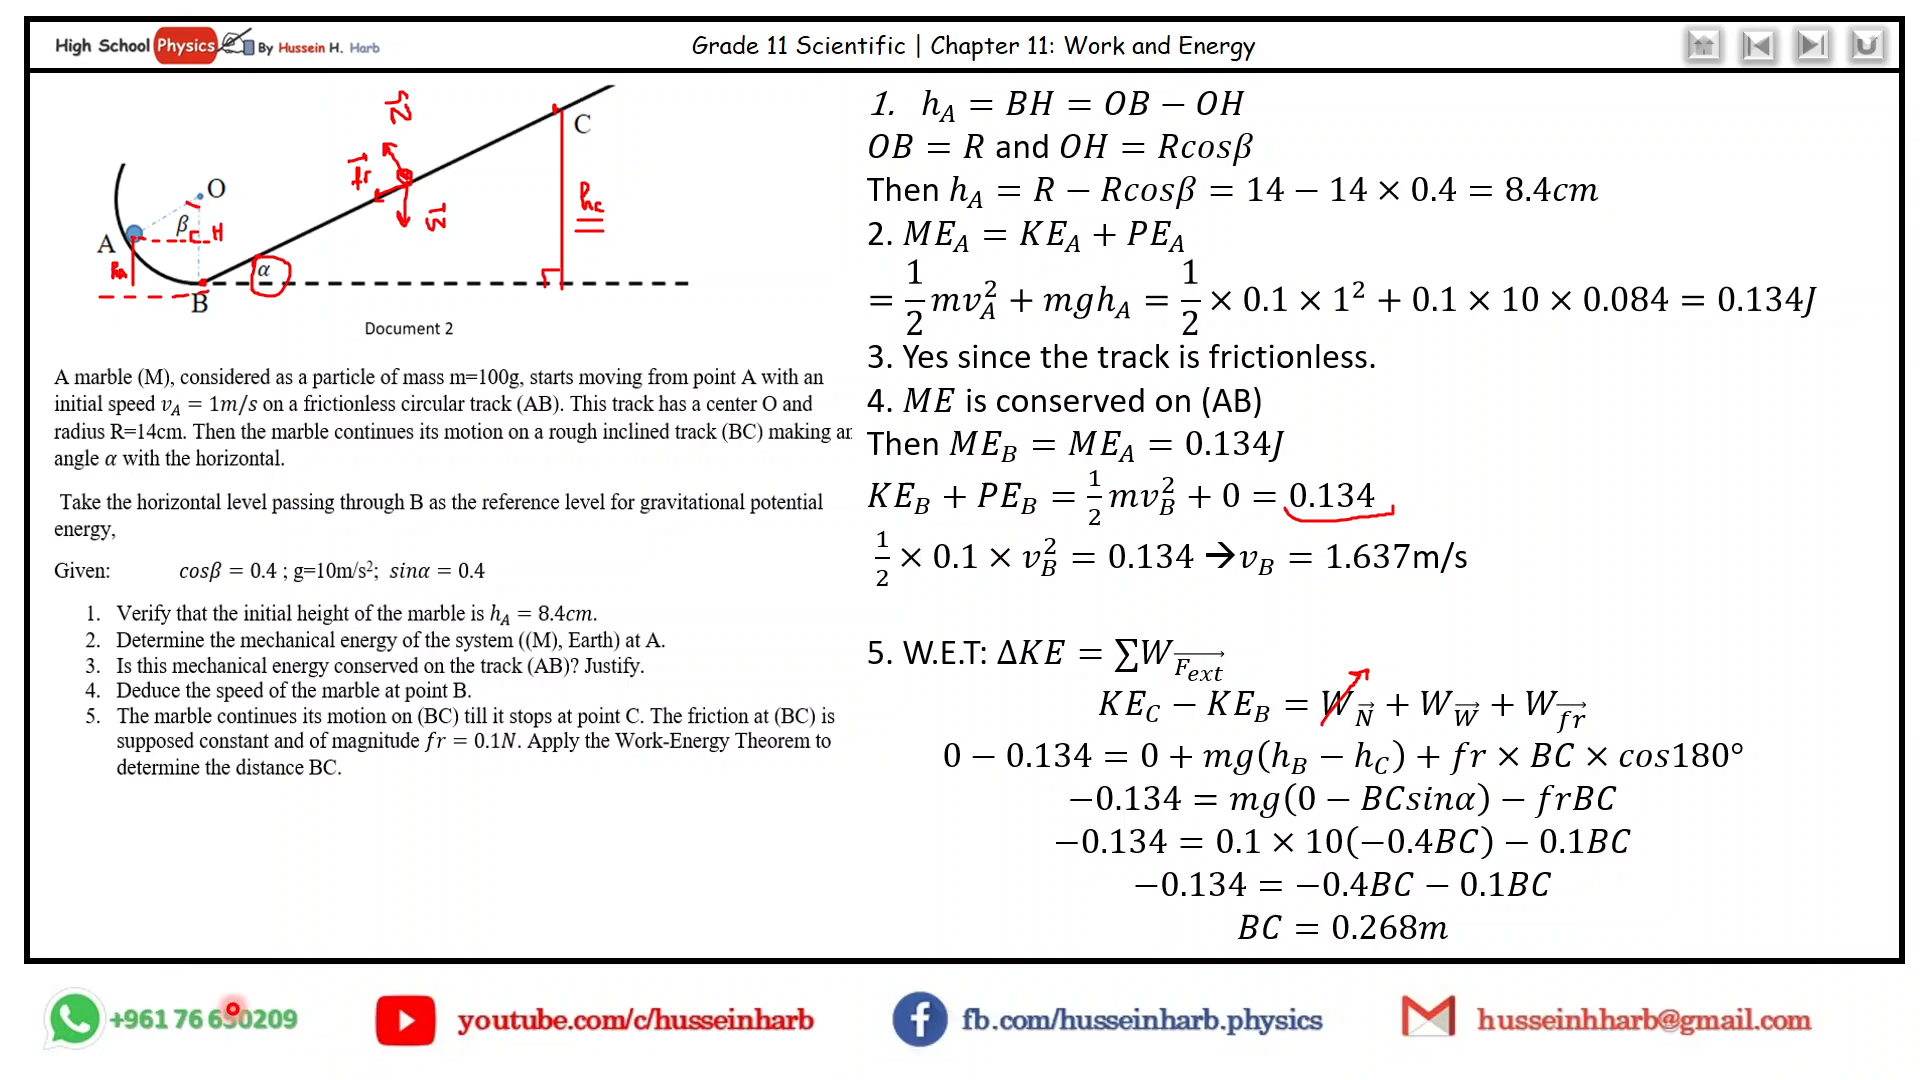 High School Physics By Hussein H. Harb
Grade 11 Scientific | Chapter 11: Work and Energy
C
O
β
H
A
hA
α
B
N
fr
W
hc
Document 2
A marble (M), considered as a particle of mass m=100g, starts moving from point A with an
initial speed v_A = 1m/s on a frictionless circular track (AB). This track has a center O and
radius R=14cm. Then the marble continues its motion on a rough inclined track (BC) making an
angle α with the horizontal.
Take the horizontal level passing through B as the reference level for gravitational potential
energy,
Given: cosβ = 0.4 ; g=10m/s²; sinα = 0.4
1. Verify that the initial height of the marble is h_A = 8.4cm.
2. Determine the mechanical energy of the system ((M), Earth) at A.
3. Is this mechanical energy conserved on the track (AB)? Justify.
4. Deduce the speed of the marble at point B.
5. The marble continues its motion on (BC) till it stops at point C. The friction at (BC) is
supposed constant and of magnitude fr = 0.1N. Apply the Work-Energy Theorem to
determine the distance BC.
1. h_A = BH = OB − OH
OB = R and OH = Rcosβ
Then h_A = R − Rcosβ = 14 − 14 × 0.4 = 8.4cm
2. ME_A = KE_A + PE_A
= 1/2 mv_A² + mgh_A = 1/2 × 0.1 × 1² + 0.1 × 10 × 0.084 = 0.134J
3. Yes since the track is frictionless.
4. ME is conserved on (AB)
Then ME_B = ME_A = 0.134J
KE_B + PE_B = 1/2 mv_B² + 0 = 0.134
1/2 × 0.1 × v_B² = 0.134 → v_B = 1.637m/s
5. W.E.T: ΔKE = ∑W_F⃗ext
KE_C − KE_B = W_N⃗ + W_W⃗ + W_f⃗r
0 − 0.134 = 0 + mg(h_B − h_C) + fr × BC × cos180°
−0.134 = mg(0 − BCsinα) − frBC
−0.134 = 0.1 × 10(−0.4BC) − 0.1BC
−0.134 = −0.4BC − 0.1BC
BC = 0.268m
+961 76 650209
youtube.com/c/husseinharb
fb.com/husseinharb.physics
husseinhharb@gmail.com